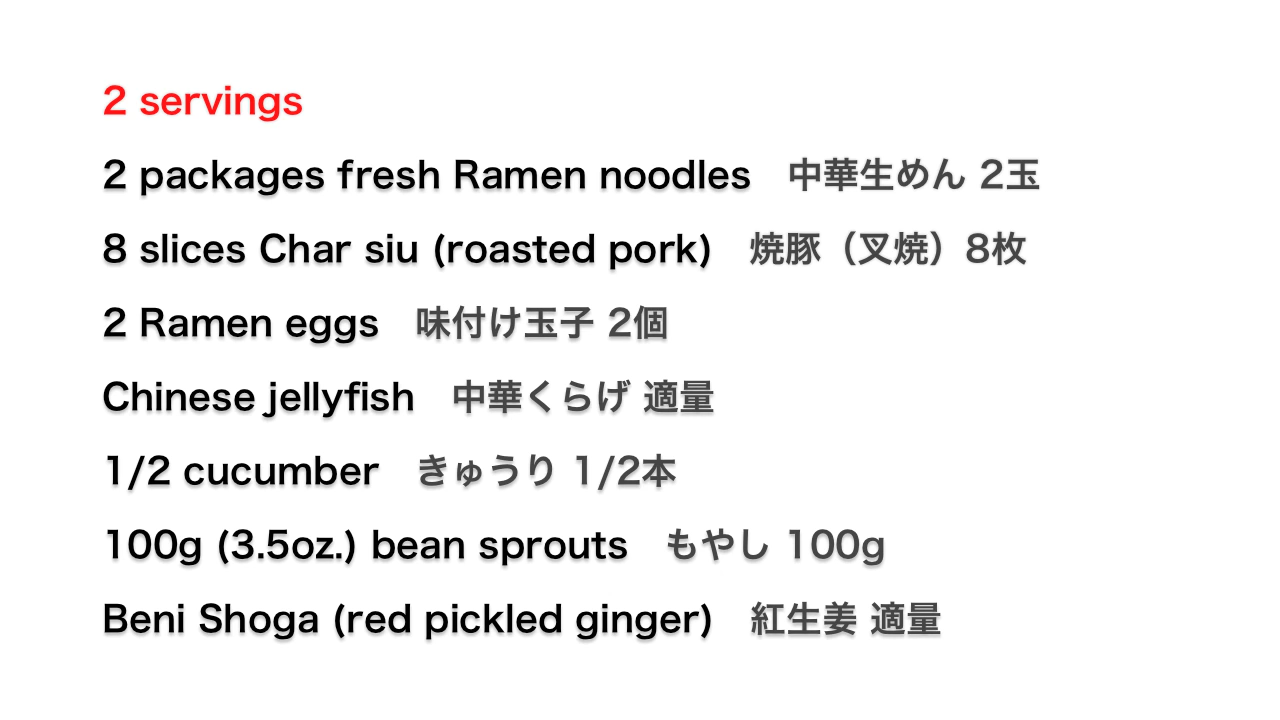 2 servings
2 packages fresh Ramen noodles　中華生めん 2玉
8 slices Char siu (roasted pork)　焼豚（叉焼）8枚
2 Ramen eggs　味付け玉子 2個
Chinese jellyfish　中華くらげ 適量
1/2 cucumber　きゅうり 1/2本
100g (3.5oz.) bean sprouts　もやし 100g
Beni Shoga (red pickled ginger)　紅生姜 適量